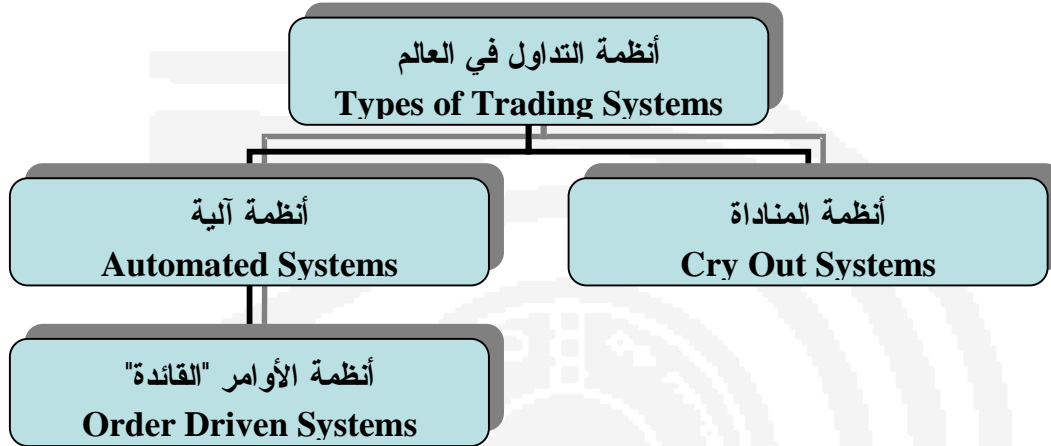 أنظمة التداول في العالم
Types of Trading Systems
أنظمة آلية
Automated Systems
أنظمة المناداة
Cry Out Systems
أنظمة الأوامر "القائدة"
Order Driven Systems